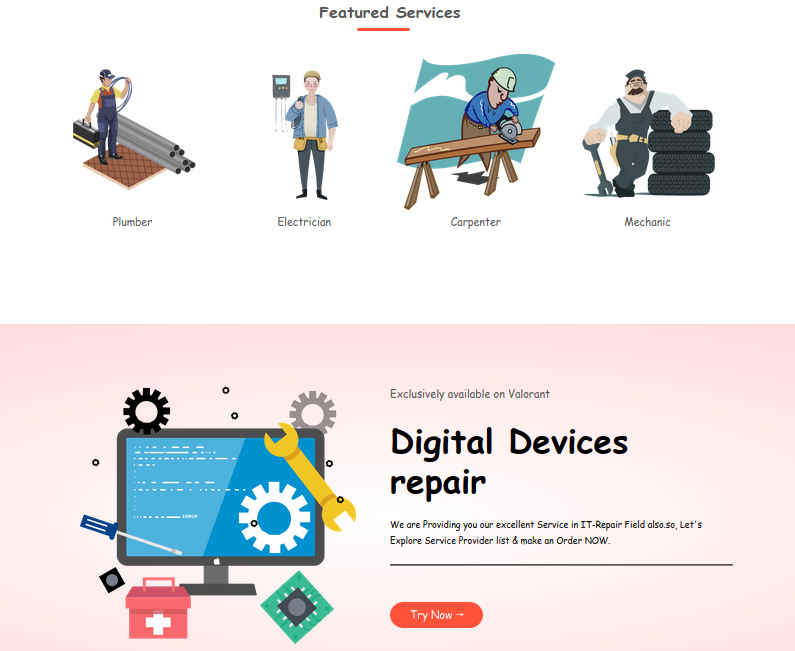 Featured Services
Plumber
Electrician
Carpenter
Mechanic
Exclusively available on Valorant
Digital Devices
repair
We are Providing you our excellent Service in IT-Repair Field also.so, Let's
Explore Service Provider list & make an Order NOW.
Try Now →
ERROR